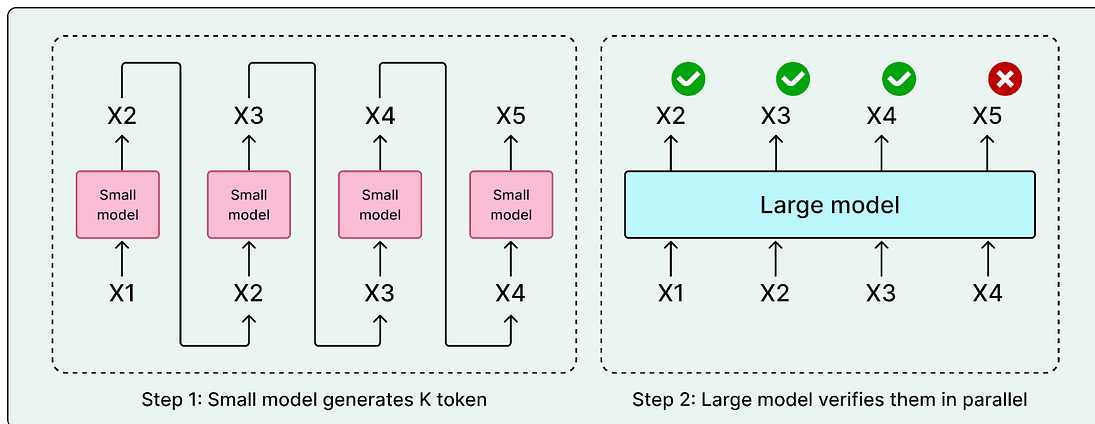 X2 X3 X4 X5
Small model Small model Small model Small model
X1 X2 X3 X4
Step 1: Small model generates K token
X2 X3 X4 X5
Large model
X1 X2 X3 X4
Step 2: Large model verifies them in parallel